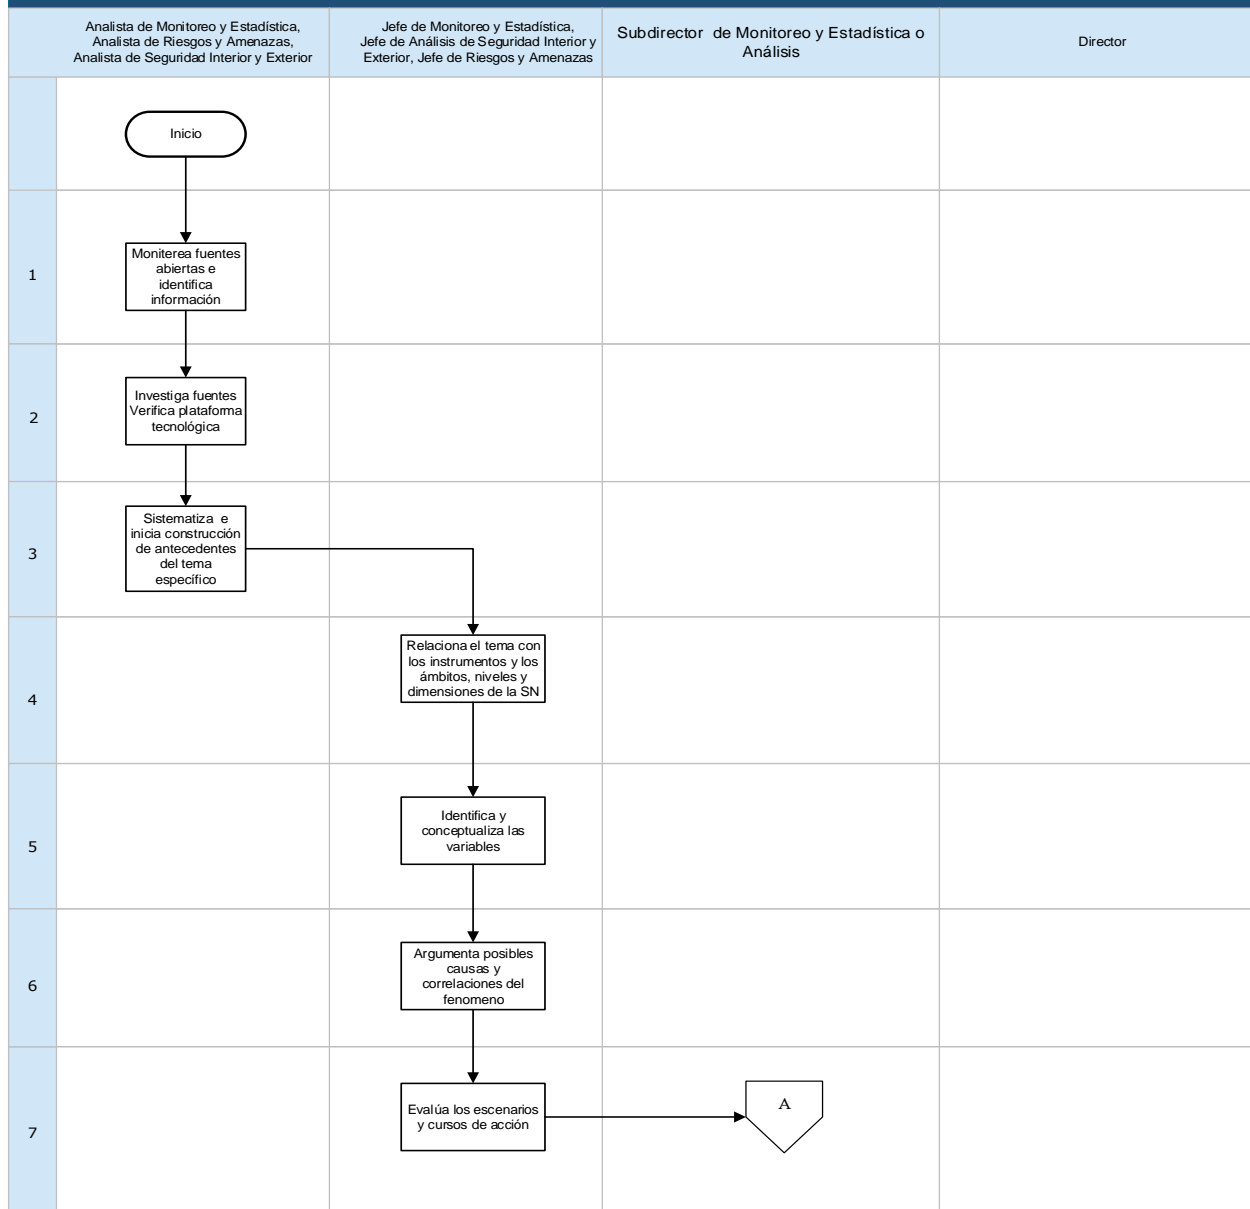 Analista de Monitoreo y Estadística,
Analista de Riesgos y Amenazas,
Analista de Seguridad Interior y Exterior
Jefe de Monitoreo y Estadística,
Jefe de Análisis de Seguridad Interior y
Exterior, Jefe de Riesgos y Amenazas
Subdirector de Monitoreo y Estadística o
Análisis
Director
Inicio
1
Moniterea fuentes
abiertas e
identifica
información
2
Investiga fuentes
Verifica plataforma
tecnológica
3
Sistematiza e
inicia construcción
de antecedentes
del tema
específico
4
Relaciona el tema con
los instrumentos y los
ámbitos, niveles y
dimensiones de la SN
5
Identifica y
conceptualiza las
variables
6
Argumenta posibles
causas y
correlaciones del
fenomeno
7
Evalúa los escenarios
y cursos de acción
A